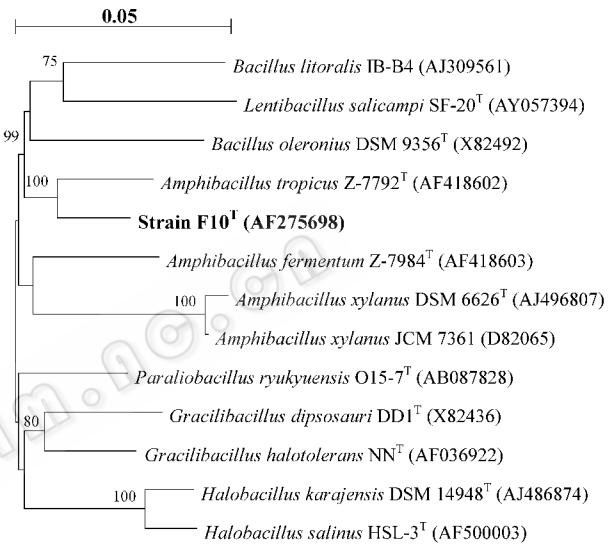 0.05
75
Bacillus litoralis IB-B4 (AJ309561)
Lentibacillus salicampi SF-20T (AY057394)
99
Bacillus oleronius DSM 9356T (X82492)
100
Amphibacillus tropicus Z-7792T (AF418602)
Strain F10T (AF275698)
Amphibacillus fermentum Z-7984T (AF418603)
100
Amphibacillus xylanus DSM 6626T (AJ496807)
Amphibacillus xylanus JCM 7361 (D82065)
Paraliobacillus ryukyuensis O15-7T (AB087828)
Gracilibacillus dipsosauri DD1T (X82436)
80
Gracilibacillus halotolerans NNT (AF036922)
100
Halobacillus karajensis DSM 14948T (AJ486874)
Halobacillus salinus HSL-3T (AF500003)